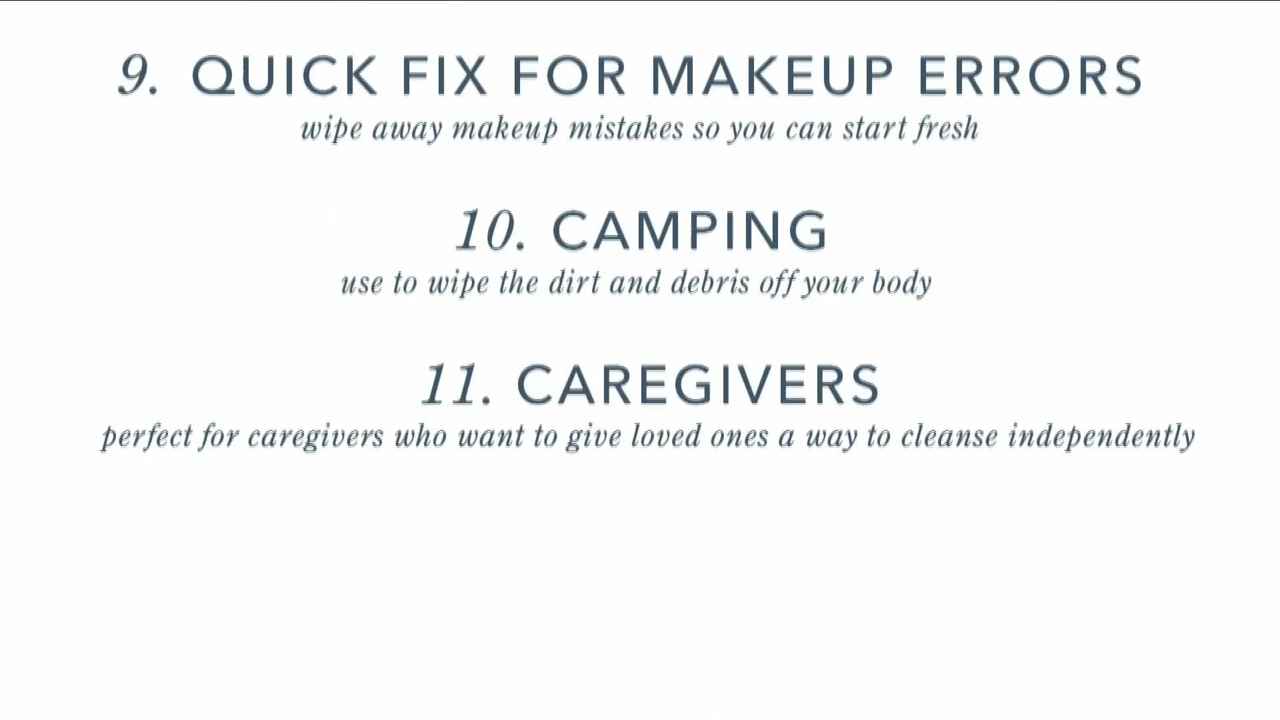 9. QUICK FIX FOR MAKEUP ERRORS
wipe away makeup mistakes so you can start fresh
10. CAMPING
use to wipe the dirt and debris off your body
11. CAREGIVERS
perfect for caregivers who want to give loved ones a way to cleanse independently